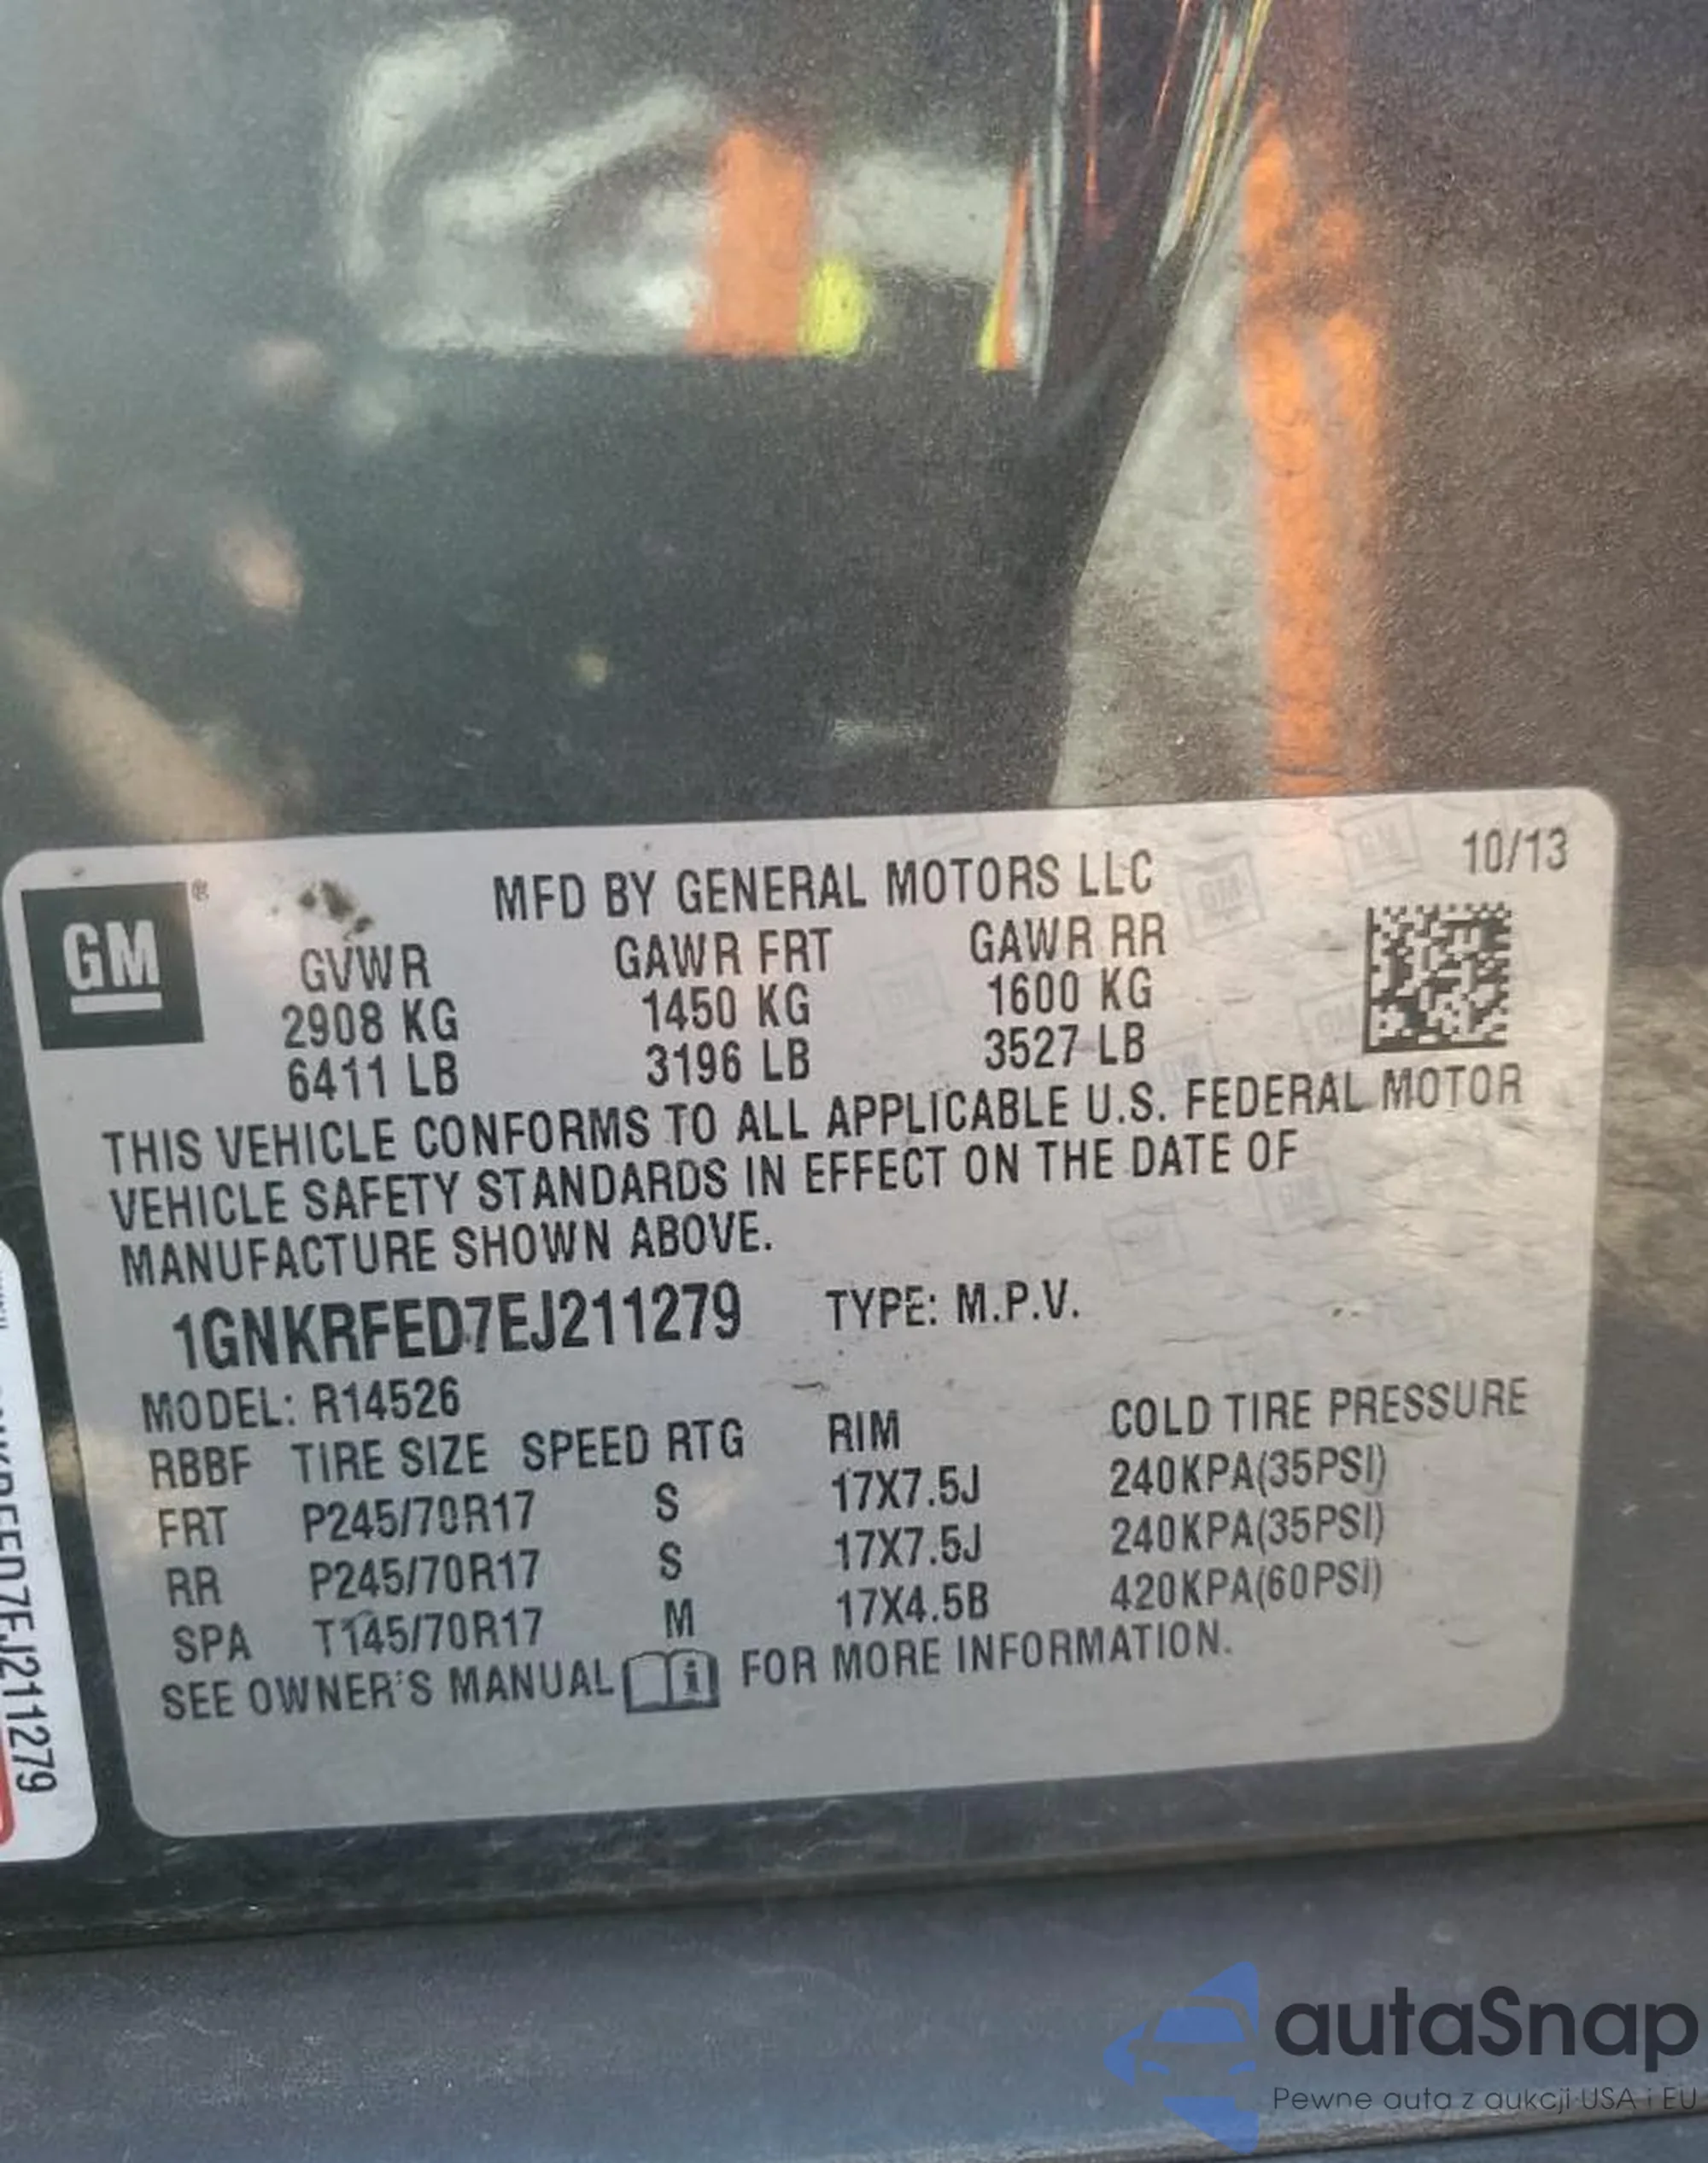 MFD BY GENERAL MOTORS LLC 10/13
GM ®
GVWR GAWR FRT GAWR RR
2908 KG 1450 KG 1600 KG
6411 LB 3196 LB 3527 LB
THIS VEHICLE CONFORMS TO ALL APPLICABLE U.S. FEDERAL MOTOR
VEHICLE SAFETY STANDARDS IN EFFECT ON THE DATE OF
MANUFACTURE SHOWN ABOVE.
1GNKRFED7EJ211279 TYPE: M.P.V.
MODEL: R14526
RBBF TIRE SIZE SPEED RTG RIM COLD TIRE PRESSURE
FRT P245/70R17 S 17X7.5J 240KPA(35PSI)
RR P245/70R17 S 17X7.5J 240KPA(35PSI)
SPA T145/70R17 M 17X4.5B 420KPA(60PSI)
SEE OWNER'S MANUAL i FOR MORE INFORMATION.
autaSnap
Pewne auta z aukcji USA i EU